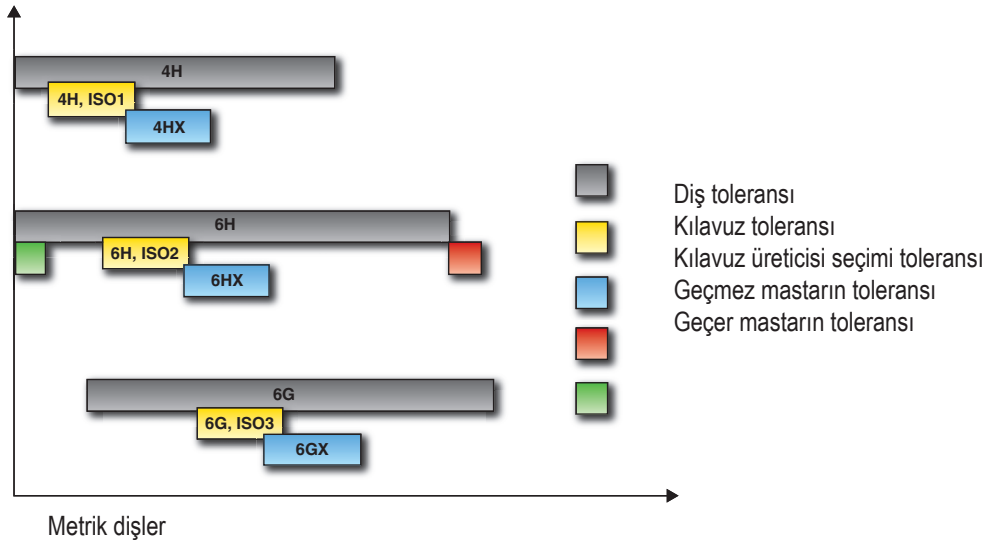 4H
4H, ISO1
4HX
6H
6H, ISO2
6HX
6G
6G, ISO3
6GX
Diş toleransı
Kılavuz toleransı
Kılavuz üreticisi seçimi toleransı
Geçmez mastarın toleransı
Geçer mastarın toleransı
Metrik dişler